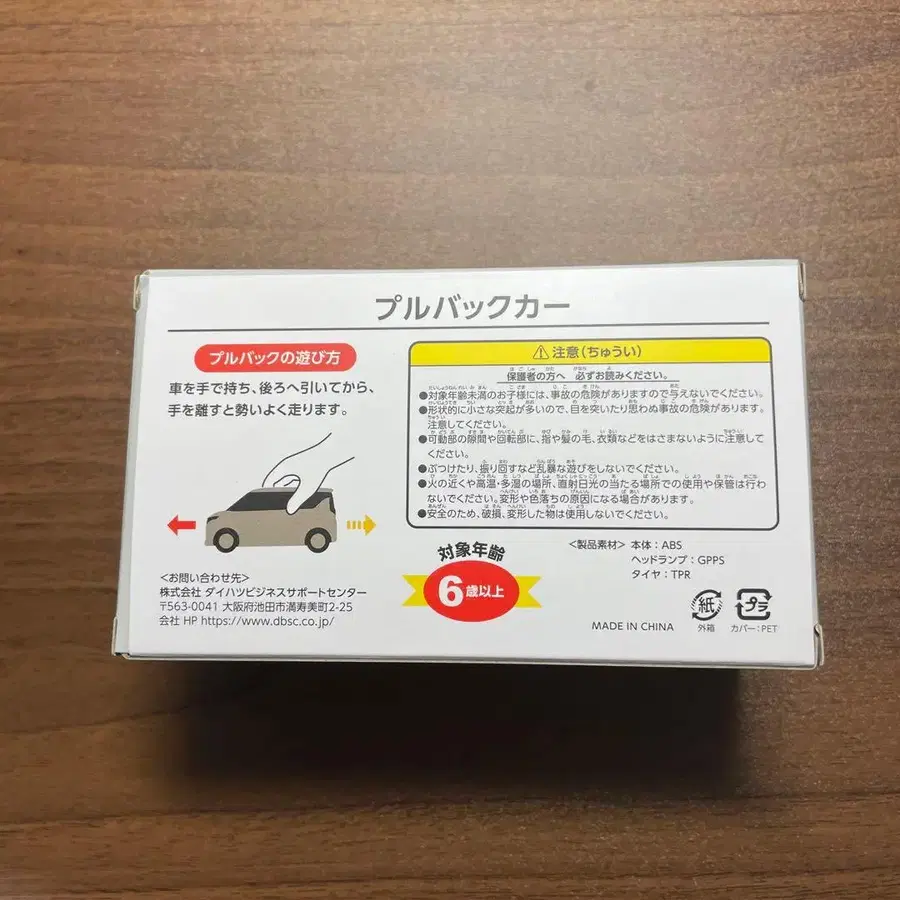 プルバックカー
プルバックの遊び方
車を手で持ち、後ろへ引いてから、
手を離すと勢いよく走ります。
⚠注意(ちゅうい)
保護者の方へ 必ずお読みください。
●対象年齢未満のお子様には、事故の危険がありますので与えないでください。
●形状的に小さな突起が多いので、目を突いたり思わぬ事故の危険があります。
注意してください。
●可動部の隙間や回転部に、指や髪の毛、衣類などをはさまないように注意して
ください。
●ぶつけたり、振り回すなど乱暴な遊びをしないでください。
●火の近くや高温・多湿の場所、直射日光の当たる場所での使用や保管は行わ
ないでください。変形や色落ちの原因になる場合があります。
●安全のため、破損、変形した物は使用しないでください。
<お問い合わせ先>
株式会社 ダイハツビジネスサポートセンター
〒563-0041 大阪府池田市満寿美町2-25
会社 HP https://www.dbsc.co.jp/
対象年齢
6歳以上
<製品素材> 本体:ABS
ヘッドランプ:GPPS
タイヤ:TPR
MADE IN CHINA
紙
外箱
プラ
カバー:PET